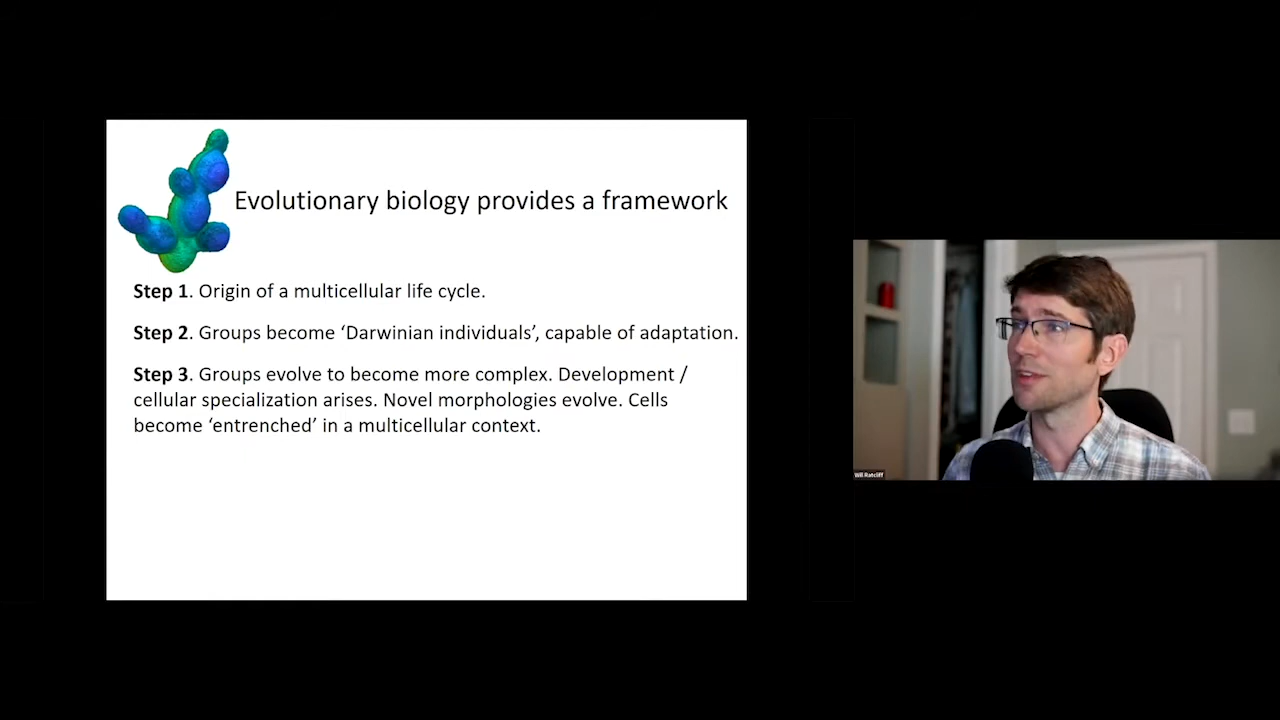 Evolutionary biology provides a framework
Step 1. Origin of a multicellular life cycle.
Step 2. Groups become ‘Darwinian individuals’, capable of adaptation.
Step 3. Groups evolve to become more complex. Development /
cellular specialization arises. Novel morphologies evolve. Cells
become ‘entrenched’ in a multicellular context.
Will Ratcliff